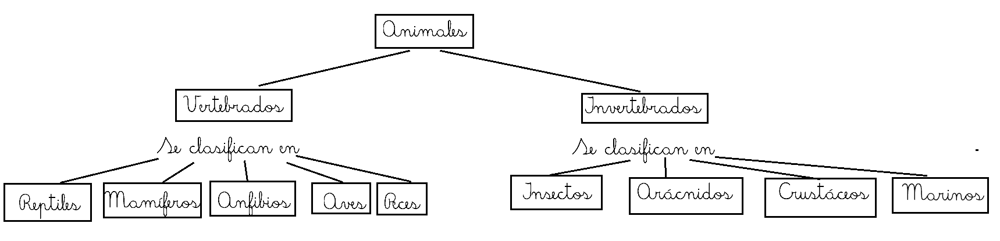 Animales
Vertebrados
Invertebrados
Se clasifican en
Se clasifican en
Reptiles
Mamíferos
Anfibios
Aves
Peces
Insectos
Arácnidos
Crustáceos
Marinos